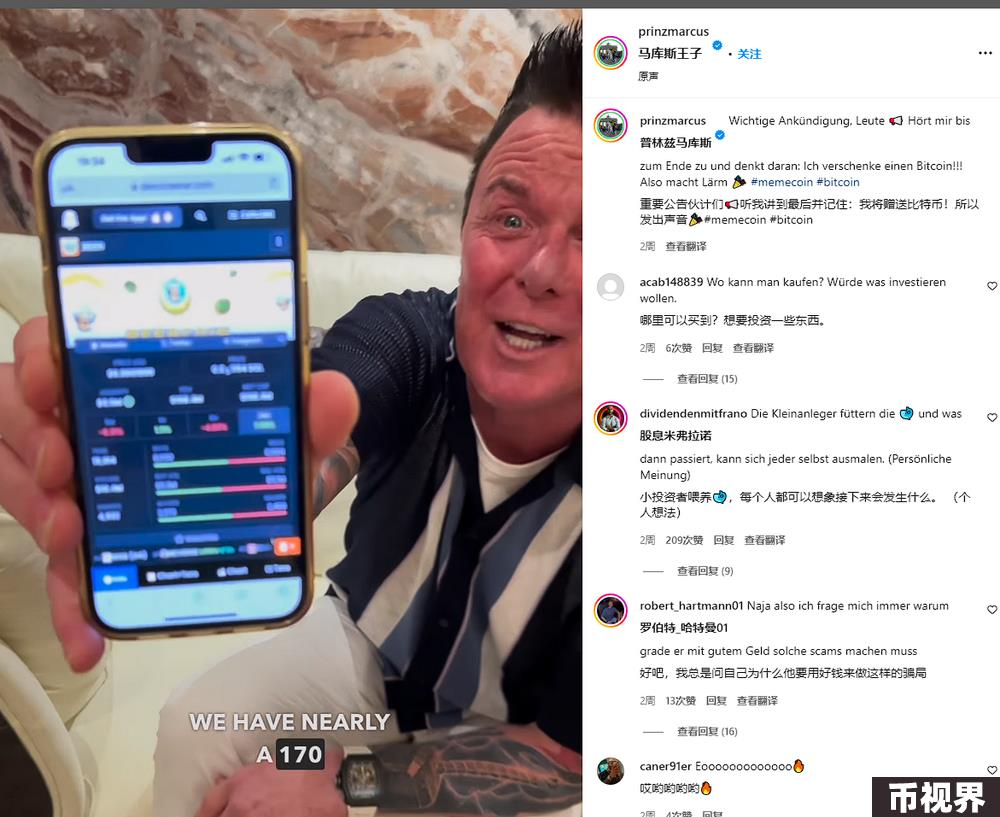 WE HAVE NEARLY
A 170
prinzmarcus
马库斯王子 • 关注
原声
prinzmarcus Wichtige Ankündigung, Leute 📢 Hört mir bis
普林兹马库斯
zum Ende zu und denkt daran: Ich verschenke einen Bitcoin!!!
Also macht Lärm 🎉 #memecoin #bitcoin
重要公告伙计们📢听我讲到最后并记住：我将赠送比特币！所以
发出声音🎉#memecoin #bitcoin
2周 查看翻译
acab148839 Wo kann man kaufen? Würde was investieren
wollen.
哪里可以买到？想要投资一些东西。
2周 6次赞 回复 查看翻译
查看回复 (15)
dividendenmitfrano Die Kleinanleger füttern die und was
股息米弗拉诺
dann passiert, kann sich jeder selbst ausmalen. (Persönliche
Meinung)
小投资者喂养，每个人都可以想象接下来会发生什么。（个
人想法）
2周 209次赞 回复 查看翻译
查看回复 (9)
robert_hartmann01 Naja also ich frage mich immer warum
罗伯特_哈特曼01
grade er mit gutem Geld solche scams machen muss
好吧，我总是问自己为什么他要用好钱来做这样的骗局
2周 13次赞 回复 查看翻译
查看回复 (16)
caner91er Eooooooooooooo🔥
哎哟哟哟哟🔥
2周 4次赞 回复
币视界